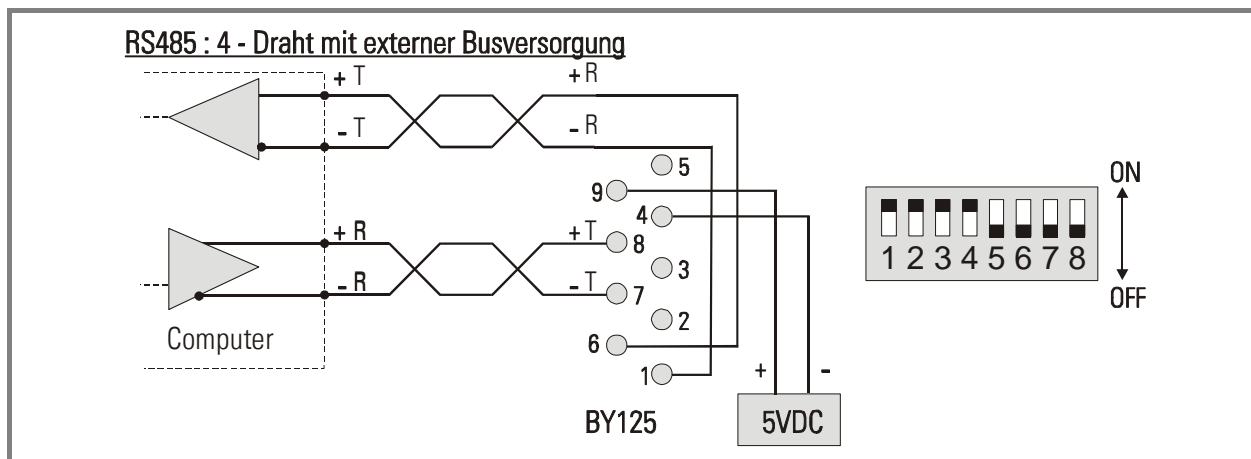 RS485 : 4 - Draht mit externer Busversorgung
+ T
+ R
- T
- R
5
9
4
+ R
+ T
8
3
- R
- T
7
2
6
Computer
1
+
-
BY125
5VDC
ON
1 2 3 4 5 6 7 8
OFF